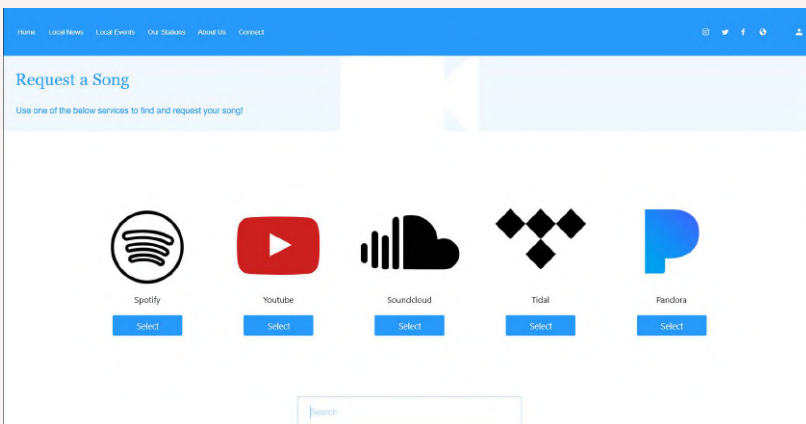 Home Local News Local Events Our Stations About Us Connect
Request a Song
Use one of the below services to find and request your song!
Spotify Youtube Soundcloud Tidal Pandora
Select Select Select Select Select
Search